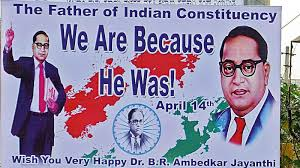 The Father of Indian Constituency
We Are Because
He Was!
April 14th
Wish You Very Happy Dr. B.R. Ambedkar Jayanthi